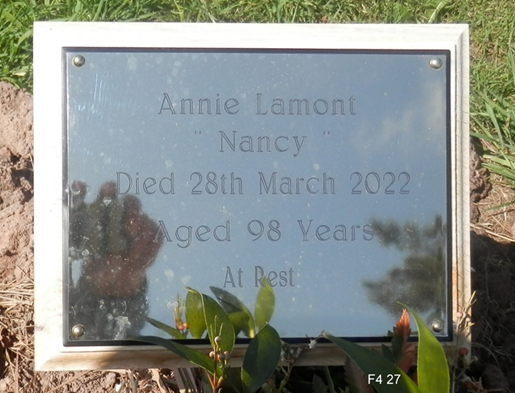 Annie Lamont
" Nancy "
Died 28th March 2022
Aged 98 Years
At Rest
F4 27